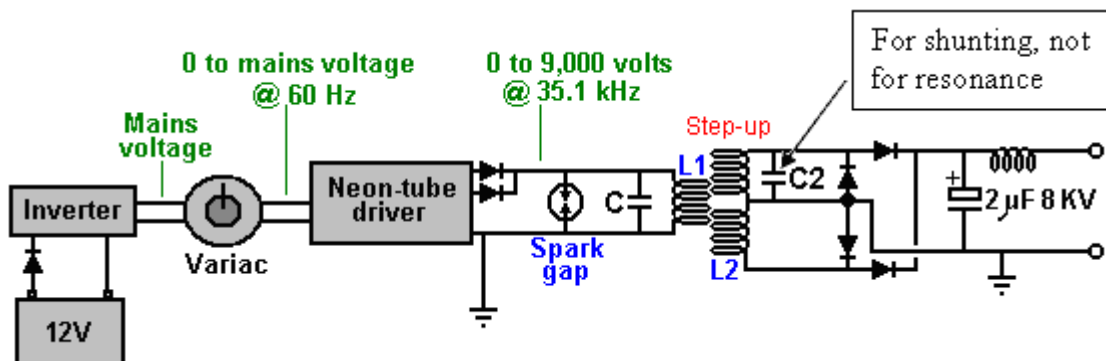 For shunting, not
for resonance
0 to mains voltage
@ 60 Hz
0 to 9,000 volts
@ 35.1 kHz
Mains
voltage
Step-up
L1
Neon-tube
driver
Inverter
C
C2
+
2 µF 8 KV
Variac
Spark
gap
L2
12V